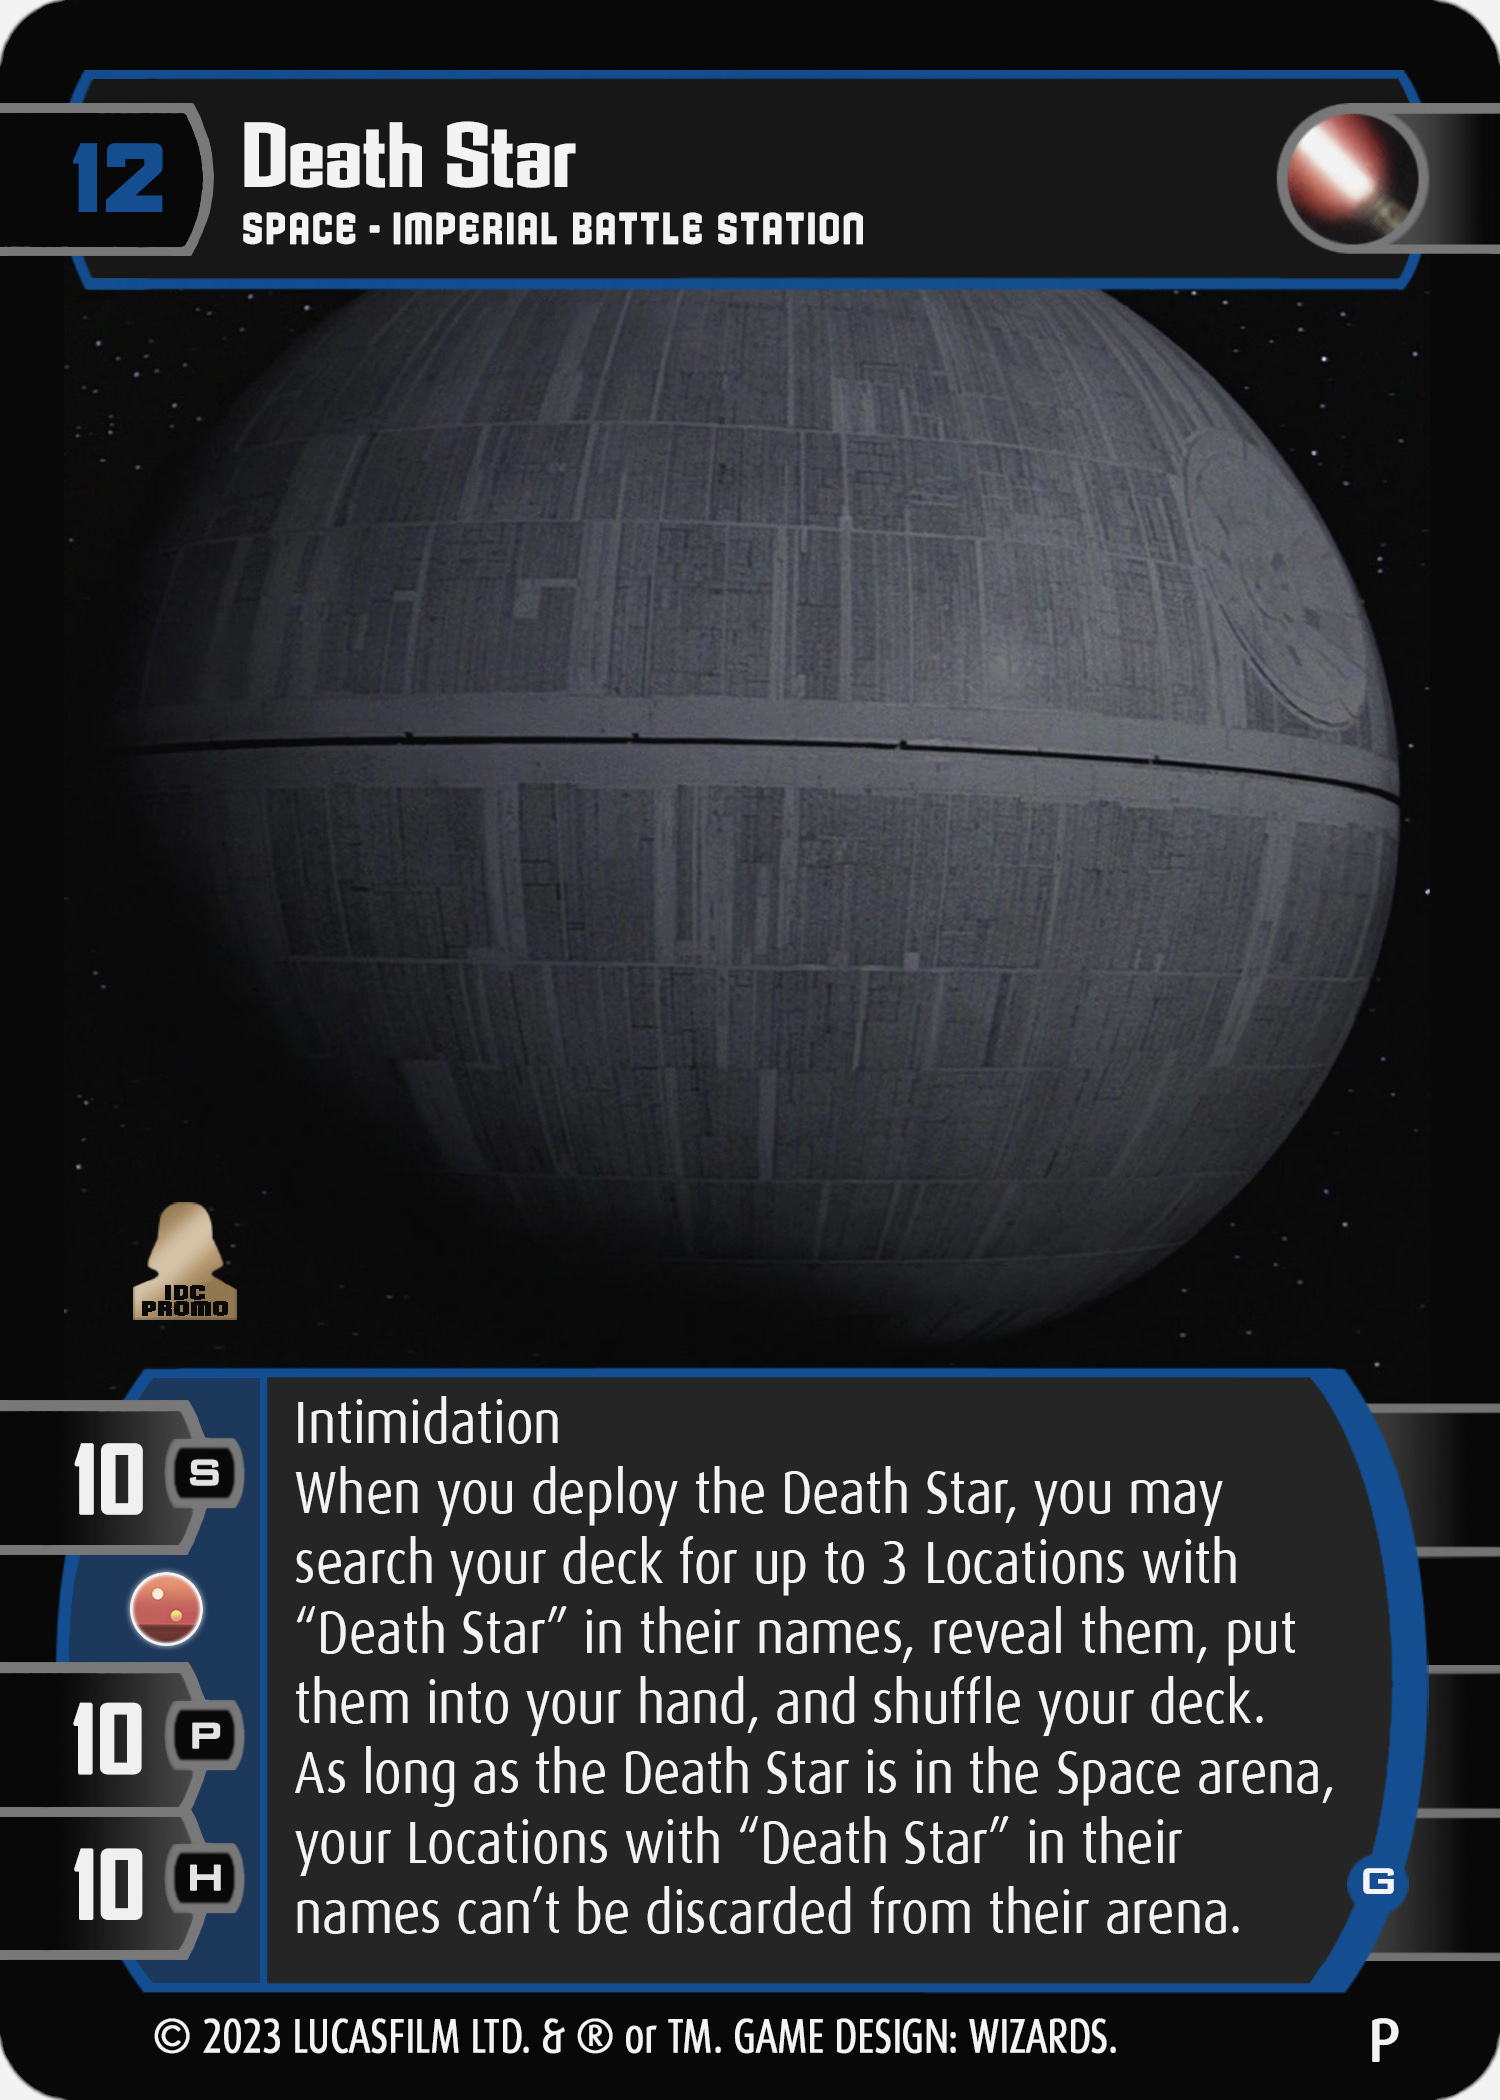 12
Death Star
SPACE - IMPERIAL BATTLE STATION
IDC
PROMO
10 S
10 P
10 H
Intimidation
When you deploy the Death Star, you may
search your deck for up to 3 Locations with
“Death Star” in their names, reveal them, put
them into your hand, and shuffle your deck.
As long as the Death Star is in the Space arena,
your Locations with “Death Star” in their
names can’t be discarded from their arena.
G
© 2023 LUCASFILM LTD. & ® or TM. GAME DESIGN: WIZARDS.
P